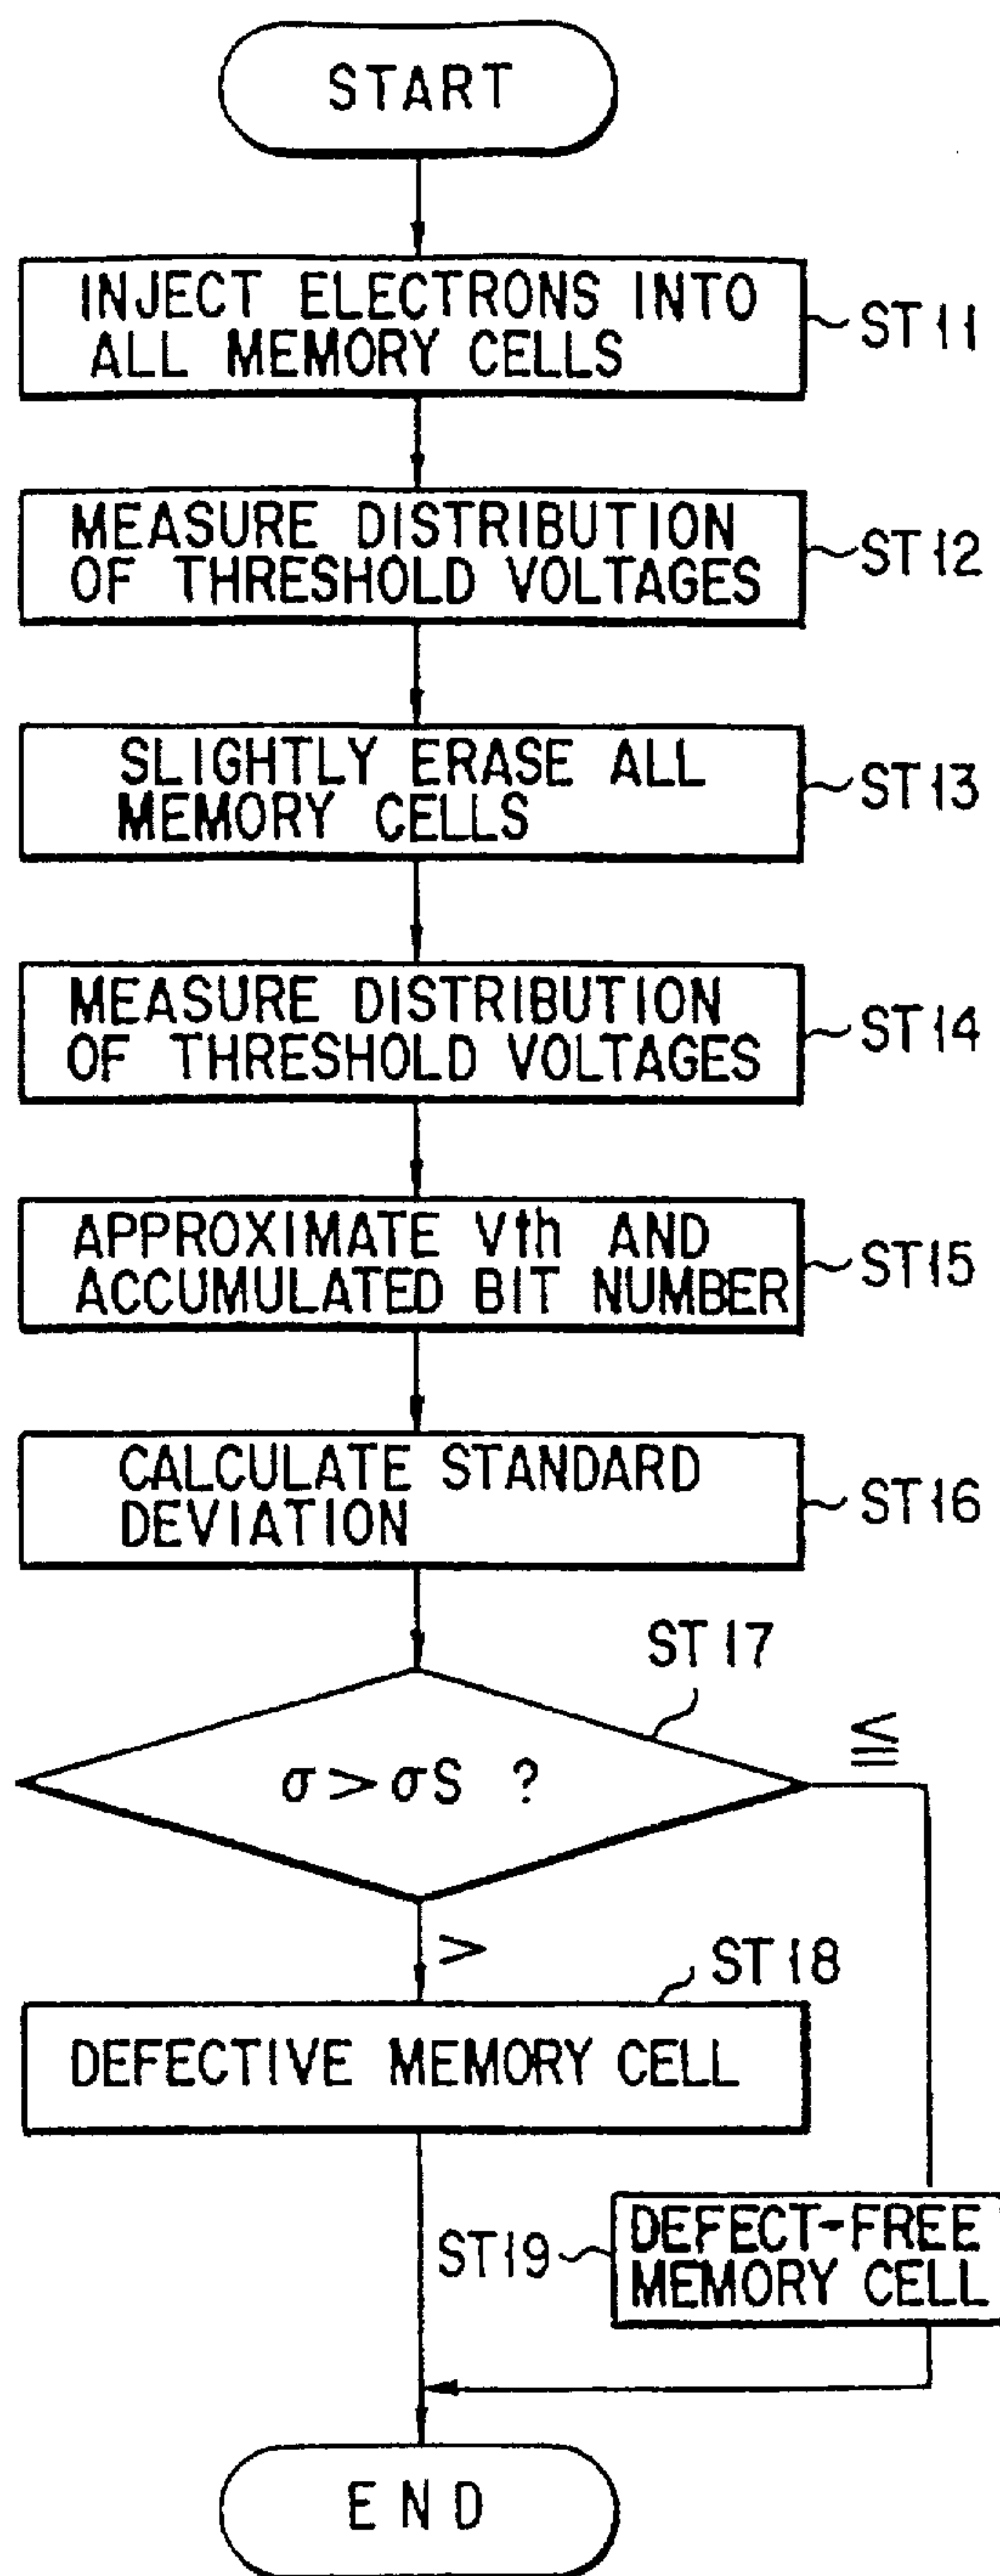 START
INJECT ELECTRONS INTO
ALL MEMORY CELLS
ST11
MEASURE DISTRIBUTION
OF THRESHOLD VOLTAGES
ST12
SLIGHTLY ERASE ALL
MEMORY CELLS
ST13
MEASURE DISTRIBUTION
OF THRESHOLD VOLTAGES
ST14
APPROXIMATE Vth AND
ACCUMULATED BIT NUMBER
ST15
CALCULATE STANDARD
DEVIATION
ST16
ST17
σ > σS ?
≦
>
ST18
DEFECTIVE MEMORY CELL
ST19
DEFECT-FREE
MEMORY CELL
END